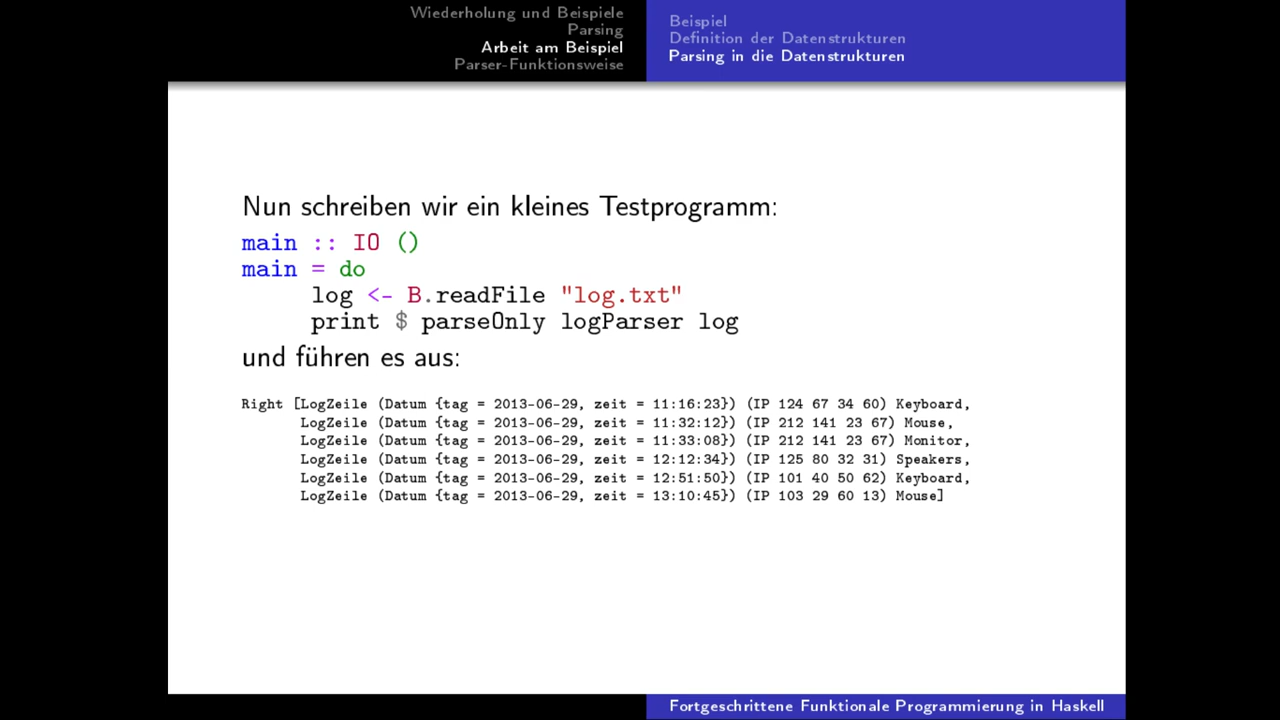 Wiederholung und Beispiele
Parsing
Arbeit am Beispiel
Parser-Funktionsweise
Beispiel
Definition der Datenstrukturen
Parsing in die Datenstrukturen
Nun schreiben wir ein kleines Testprogramm:
main :: IO ()
main = do
     log <- B.readFile "log.txt"
     print $ parseOnly logParser log
und führen es aus:
Right [LogZeile (Datum {tag = 2013-06-29, zeit = 11:16:23}) (IP 124 67 34 60) Keyboard,
       LogZeile (Datum {tag = 2013-06-29, zeit = 11:32:12}) (IP 212 141 23 67) Mouse,
       LogZeile (Datum {tag = 2013-06-29, zeit = 11:33:08}) (IP 212 141 23 67) Monitor,
       LogZeile (Datum {tag = 2013-06-29, zeit = 12:12:34}) (IP 125 80 32 31) Speakers,
       LogZeile (Datum {tag = 2013-06-29, zeit = 12:51:50}) (IP 101 40 50 62) Keyboard,
       LogZeile (Datum {tag = 2013-06-29, zeit = 13:10:45}) (IP 103 29 60 13) Mouse]
Fortgeschrittene Funktionale Programmierung in Haskell